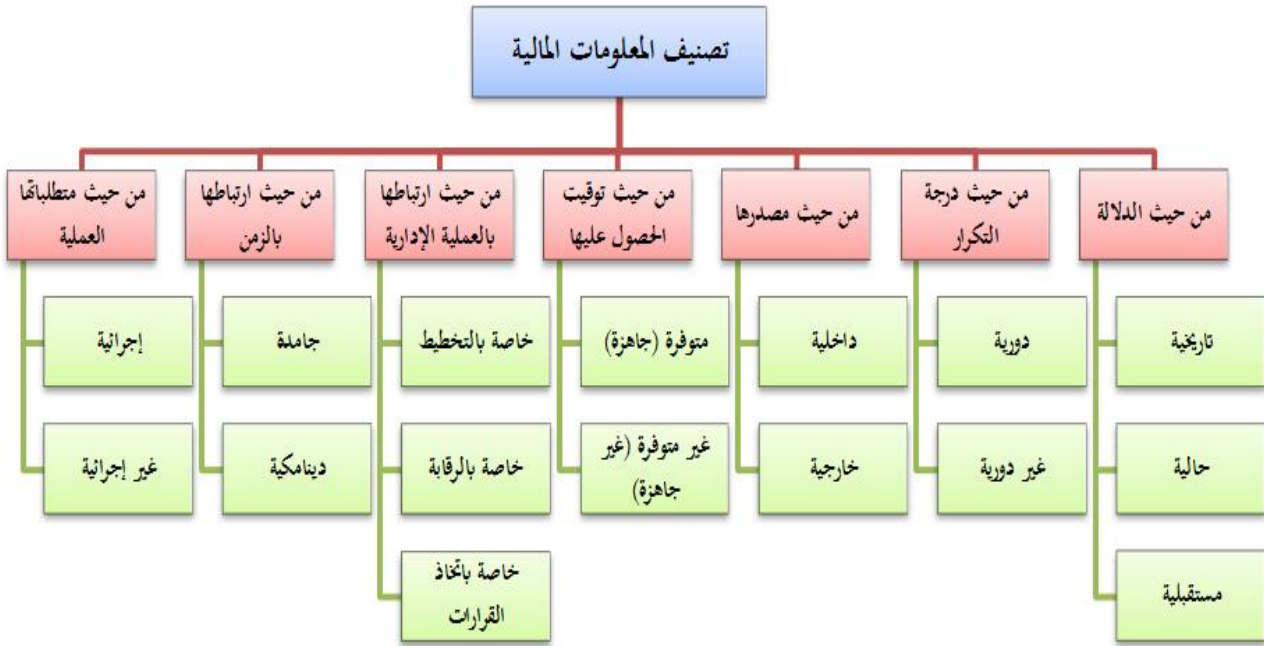 تصنيف المعلومات المالية
من حيث الدلالة
تاريخية
حالية
مستقبلية
من حيث درجة
التكرار
دورية
غير دورية
من حيث مصدرها
داخلية
خارجية
من حيث توقيت
الحصول عليها
متوفرة (جاهزة)
غير متوفرة (غير
جاهزة)
من حيث ارتباطها
بالعملية الإدارية
خاصة بالتخطيط
خاصة بالرقابة
خاصة باتخاذ
القرارات
من حيث ارتباطها
بالزمن
جامدة
دينامكية
من حيث متطلباتها
العملية
إجرائية
غير إجرائية